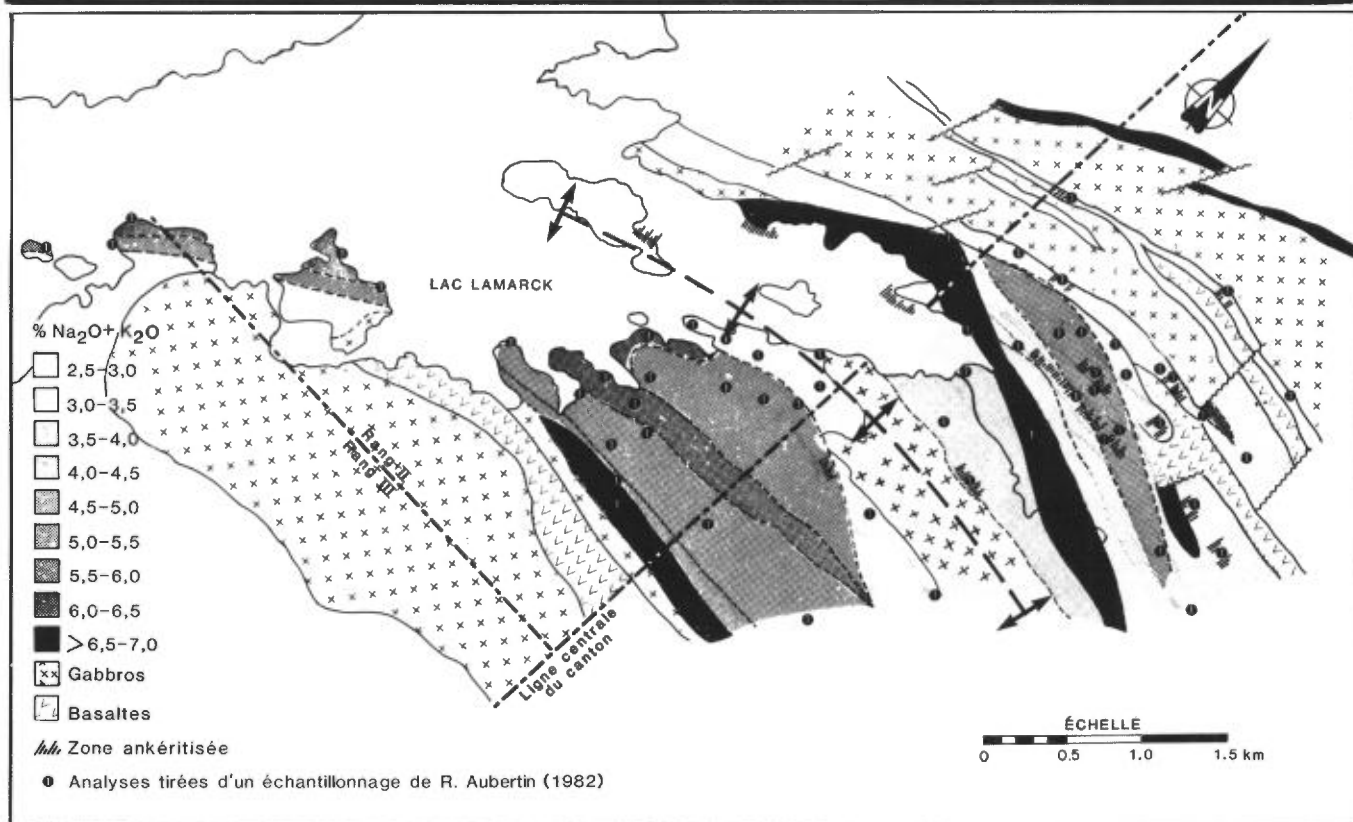 N
LAC LAMARCK
% Na₂O+K₂O
2,5-3,0
3,0-3,5
3,5-4,0
4,0-4,5
4,5-5,0
5,0-5,5
5,5-6,0
6,0-6,5
>6,5-7,0
Gabbros
Basaltes
Zone ankéritisée
Analyses tirées d'un échantillonnage de R. Aubertin (1982)
Rang II
Rang III
Ligne centrale
du canton
ÉCHELLE
0 0.5 1.0 1.5 km